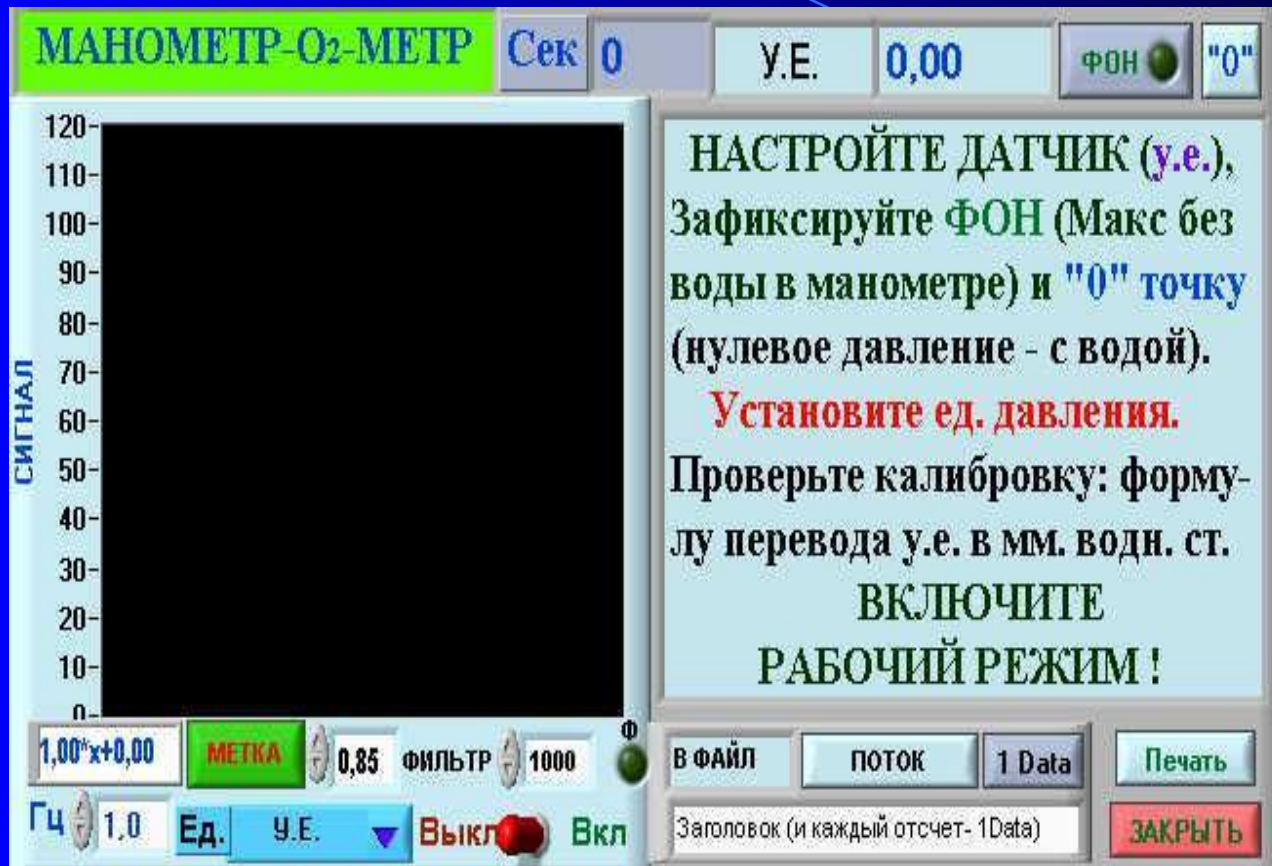 МАНОМЕТР-O2-МЕТР Сек 0 У.Е. 0,00 ФОН "0"
120
110
100
90
80
70
60
50
40
30
20
10
0
СИГНАЛ
НАСТРОЙТЕ ДАТЧИК (у.е.),
Зафиксируйте ФОН (Макс без
воды в манометре) и "0" точку
(нулевое давление - с водой).
Установите ед. давления.
Проверьте калибровку: форму-
лу перевода у.е. в мм. водн. ст.
ВКЛЮЧИТЕ
РАБОЧИЙ РЕЖИМ !
1,00*x+0,00 МЕТКА 0,85 ФИЛЬТР 1000 Ф
Гц 1,0 Ед. У.Е. Выкл Вкл
В ФАЙЛ ПОТОК 1 Data Печать
Заголовок (и каждый отсчет- 1Data) ЗАКРЫТЬ